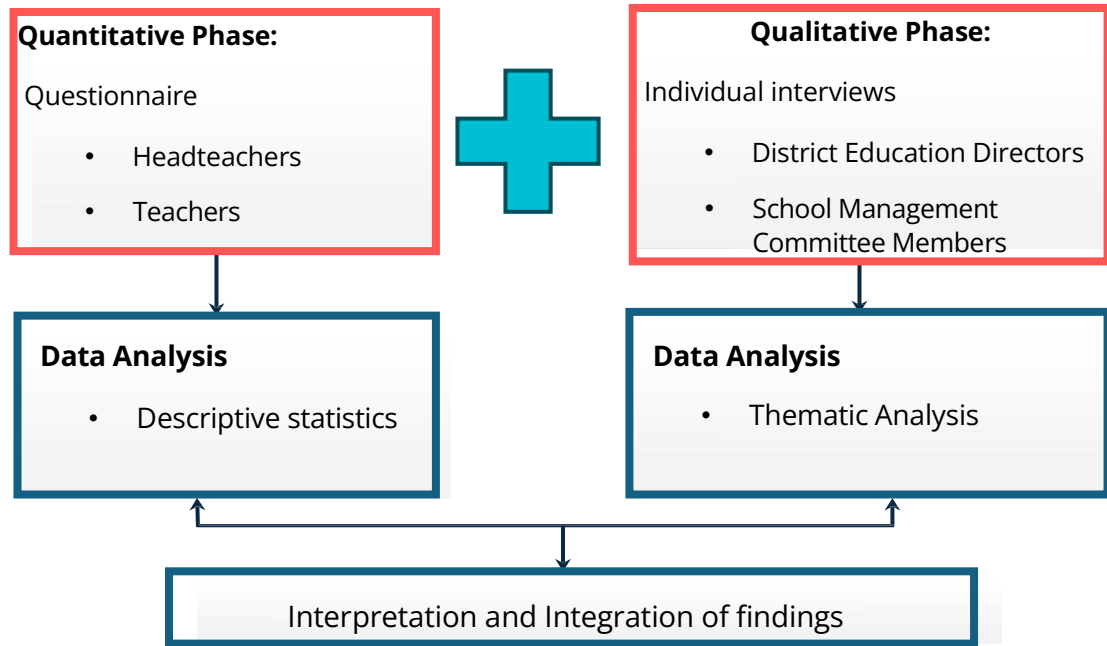 Quantitative Phase:
Questionnaire
• Headteachers
• Teachers
Qualitative Phase:
Individual interviews
• District Education Directors
• School Management
Committee Members
Data Analysis
• Descriptive statistics
Data Analysis
• Thematic Analysis
Interpretation and Integration of findings